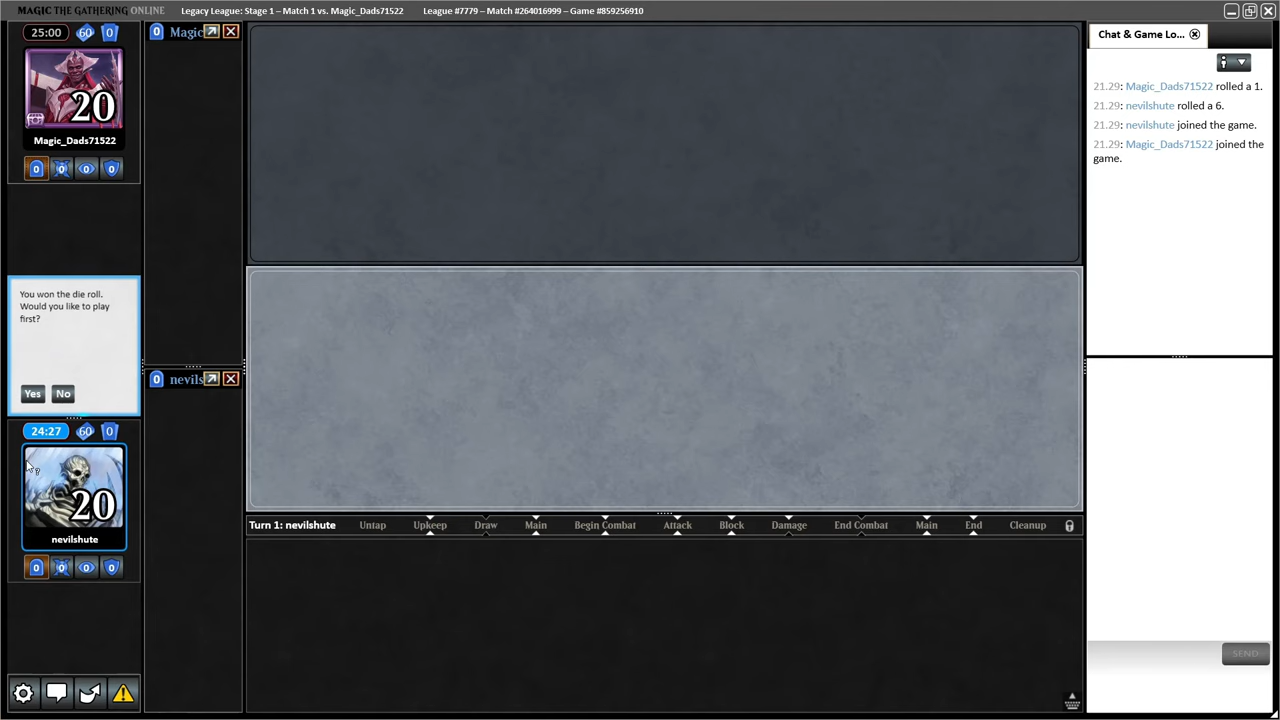 MAGIC THE GATHERING ONLINE Legacy League: Stage 1 – Match 1 vs. Magic_Dads71522 League #7779 – Match #264016999 – Game #859256910
25:00 60 0
20
Magic_Dads71522
0 0 0 0
0 Magic
You won the die roll.
Would you like to play
first?
Yes No
24:27 60 0
20
nevilshute
0 0 0 0
0 nevils
Turn 1: nevilshute Untap Upkeep Draw Main Begin Combat Attack Block Damage End Combat Main End Cleanup
Chat & Game Lo...
21.29: Magic_Dads71522 rolled a 1.
21.29: nevilshute rolled a 6.
21.29: nevilshute joined the game.
21.29: Magic_Dads71522 joined the
game.
SEND